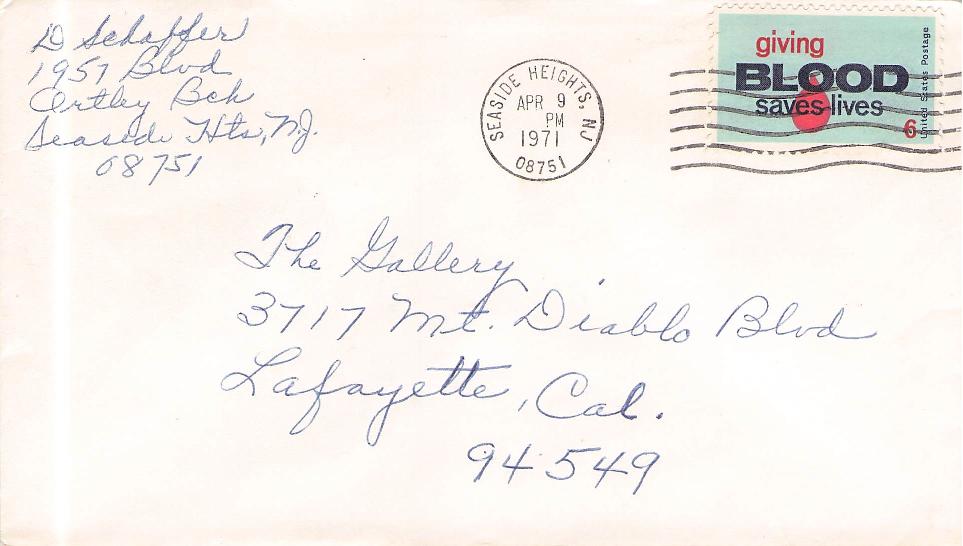 D Schaffer
1957 Blvd
Ortley Bch
Seaside Hts, N.J.
08751
SEASIDE HEIGHTS, NJ
APR 9
PM
1971
08751
giving
BLOOD
saves lives
6
United States Postage
The Gallery
3717 Mt. Diablo Blvd
Lafayette, Cal.
94549